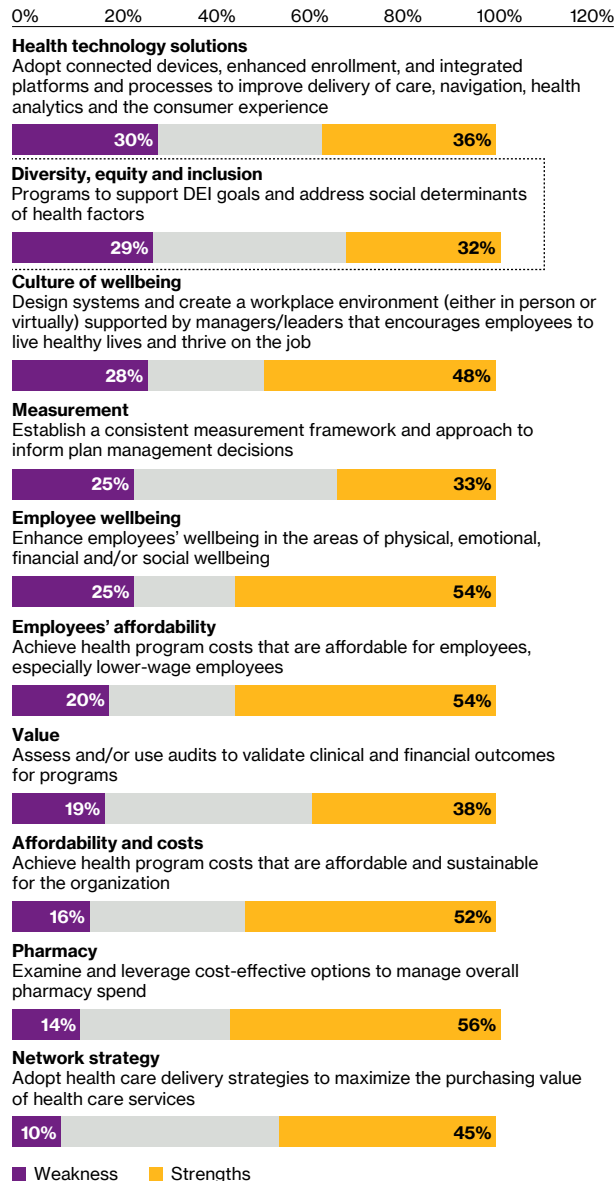 0% 20% 40% 60% 80% 100% 120%
Health technology solutions
Adopt connected devices, enhanced enrollment, and integrated
platforms and processes to improve delivery of care, navigation, health
analytics and the consumer experience
30% 36%
Diversity, equity and inclusion
Programs to support DEI goals and address social determinants
of health factors
29% 32%
Culture of wellbeing
Design systems and create a workplace environment (either in person or
virtually) supported by managers/leaders that encourages employees to
live healthy lives and thrive on the job
28% 48%
Measurement
Establish a consistent measurement framework and approach to
inform plan management decisions
25% 33%
Employee wellbeing
Enhance employees’ wellbeing in the areas of physical, emotional,
financial and/or social wellbeing
25% 54%
Employees’ affordability
Achieve health program costs that are affordable for employees,
especially lower-wage employees
20% 54%
Value
Assess and/or use audits to validate clinical and financial outcomes
for programs
19% 38%
Affordability and costs
Achieve health program costs that are affordable and sustainable
for the organization
16% 52%
Pharmacy
Examine and leverage cost-effective options to manage overall
pharmacy spend
14% 56%
Network strategy
Adopt health care delivery strategies to maximize the purchasing value
of health care services
10% 45%
Weakness Strengths